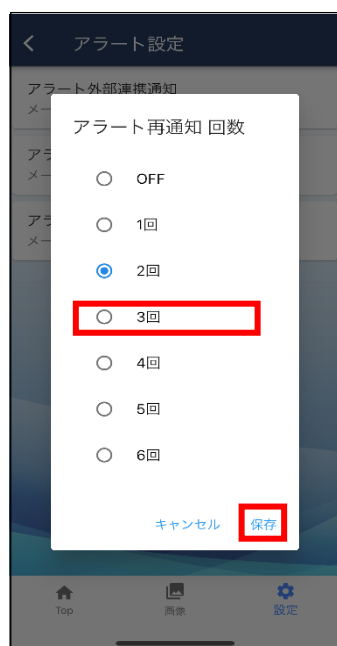 アラート設定
アラート外部連携通知
メー
アラート再通知 回数
アラ
メー
OFF
1回
アラ
メー
2回
3回
4回
5回
6回
キャンセル 保存
Top 画像 設定